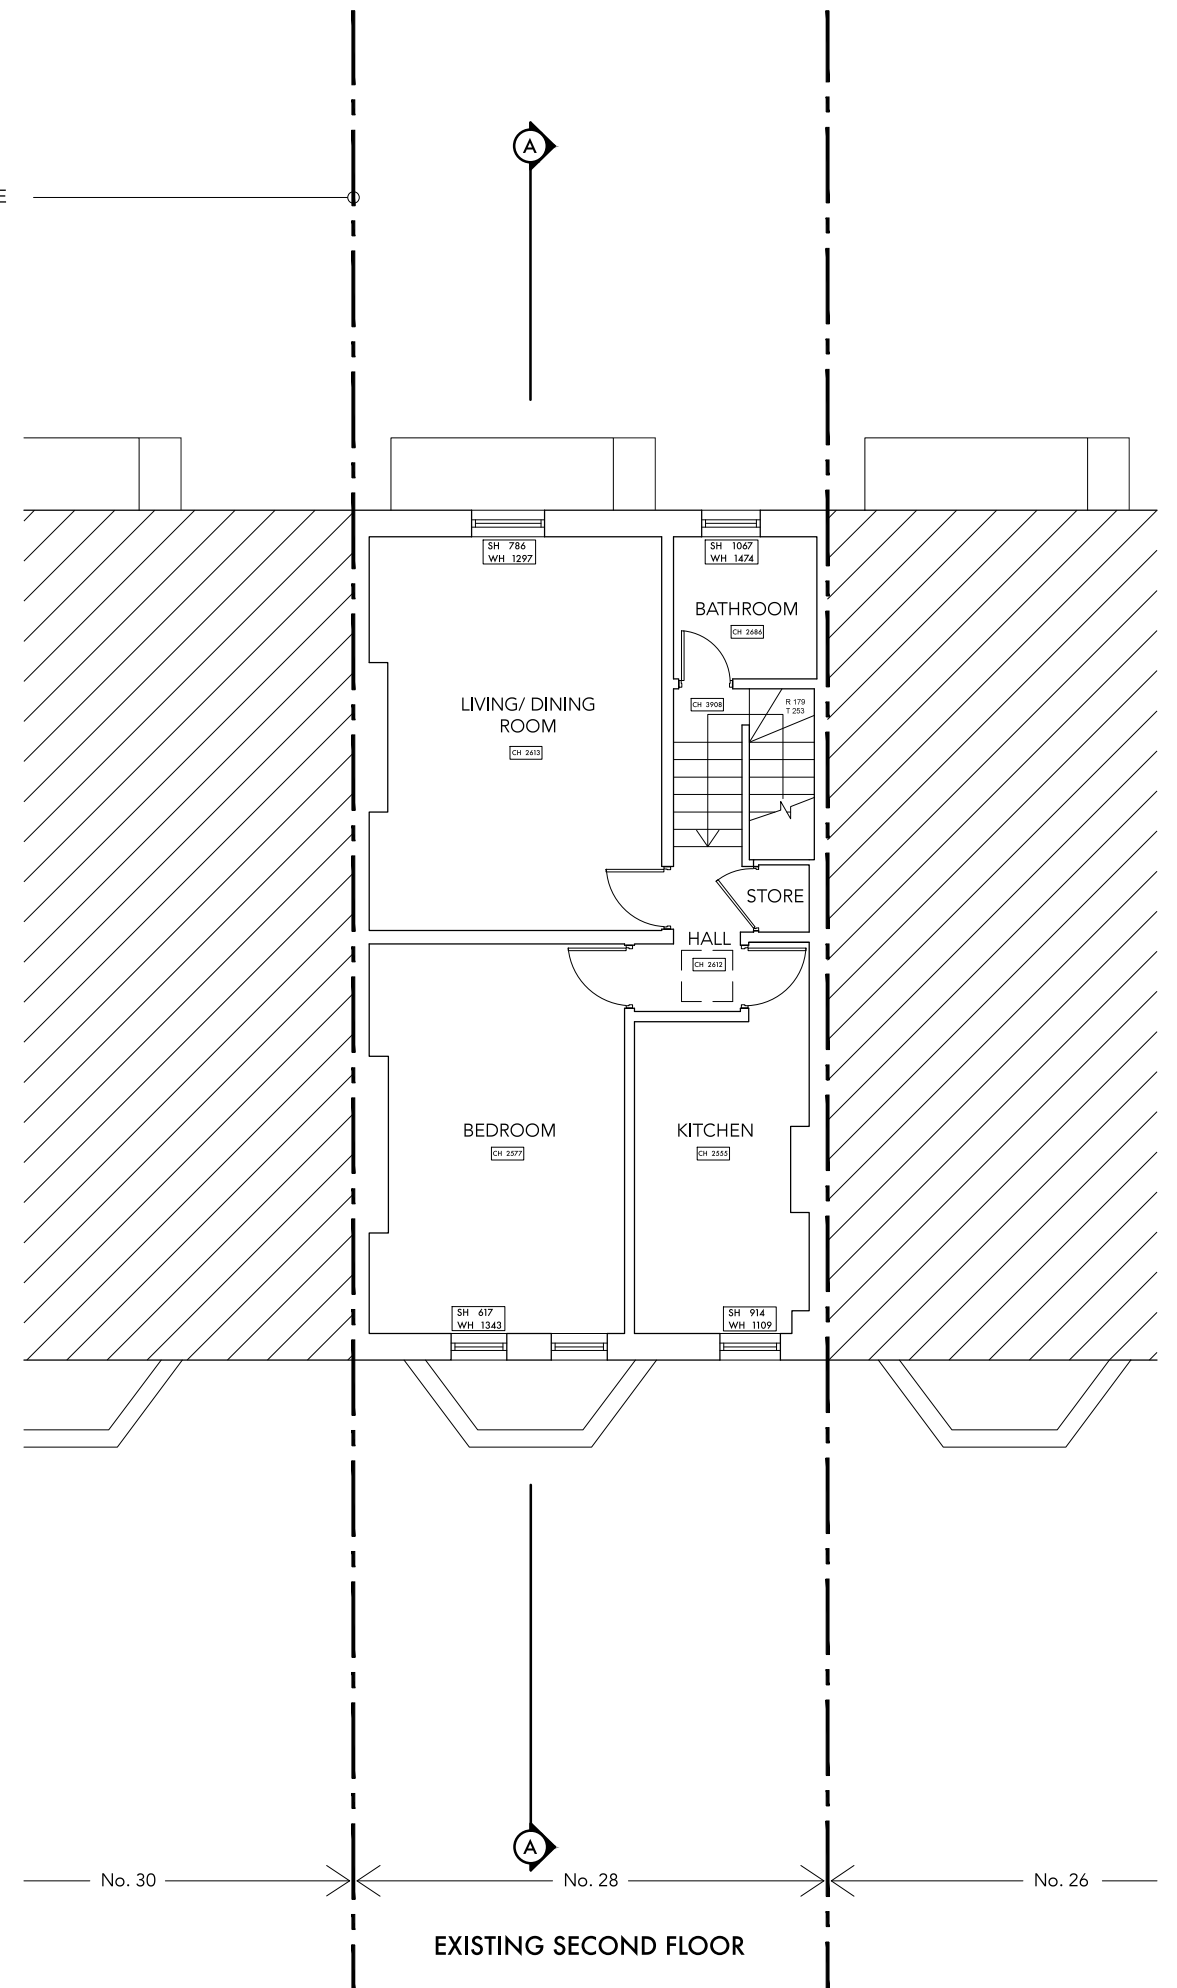 A
E
SH 786
WH 1297
SH 1067
WH 1474
BATHROOM
CH 2686
LIVING/ DINING
ROOM
CH 2613
CH 3908
R 179
T 253
STORE
HALL
CH 2612
BEDROOM
CH 2577
KITCHEN
CH 2555
SH 617
WH 1343
SH 914
WH 1109
A
No. 30
No. 28
No. 26
EXISTING SECOND FLOOR